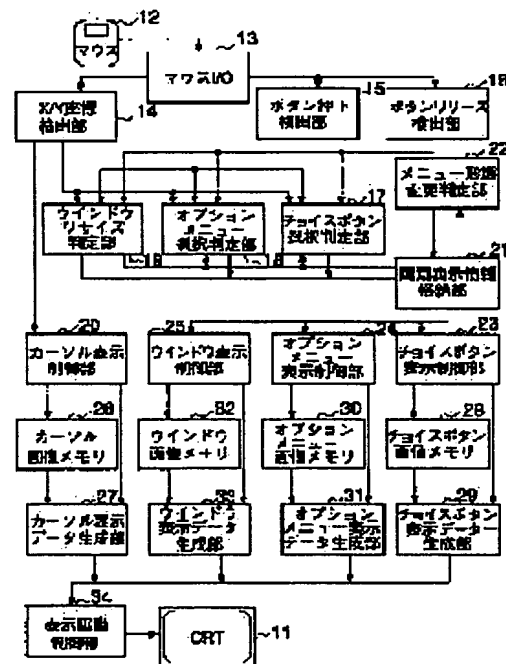 12
マウス
13
マウスI/O
X/Y座標
検出部
14
ボタン押下
検出部
15
ボタンリリース
検出部
16
22
メニュー形態
変更判定部
ウインドウ
リサイズ
判定部
オプション
メニュー
選択判定部
17
チョイスボタン
選択判定部
21
格納部
20
カーソル表示
制御部
25
ウインドウ表示
制御部
オプション
メニュー
表示制御部
23
チョイスボタン
表示制御部
26
カーソル
画像メモリ
32
ウインドウ
画像メモリ
30
オプション
メニュー
画像メモリ
28
チョイスボタン
画像メモリ
27
カーソル表示
データ生成部
33
ウインドウ
表示データ
生成部
31
オプション
メニュー表示
データ生成部
29
チョイスボタン
表示データー
生成部
34
表示駆動
制御部
CRT
11